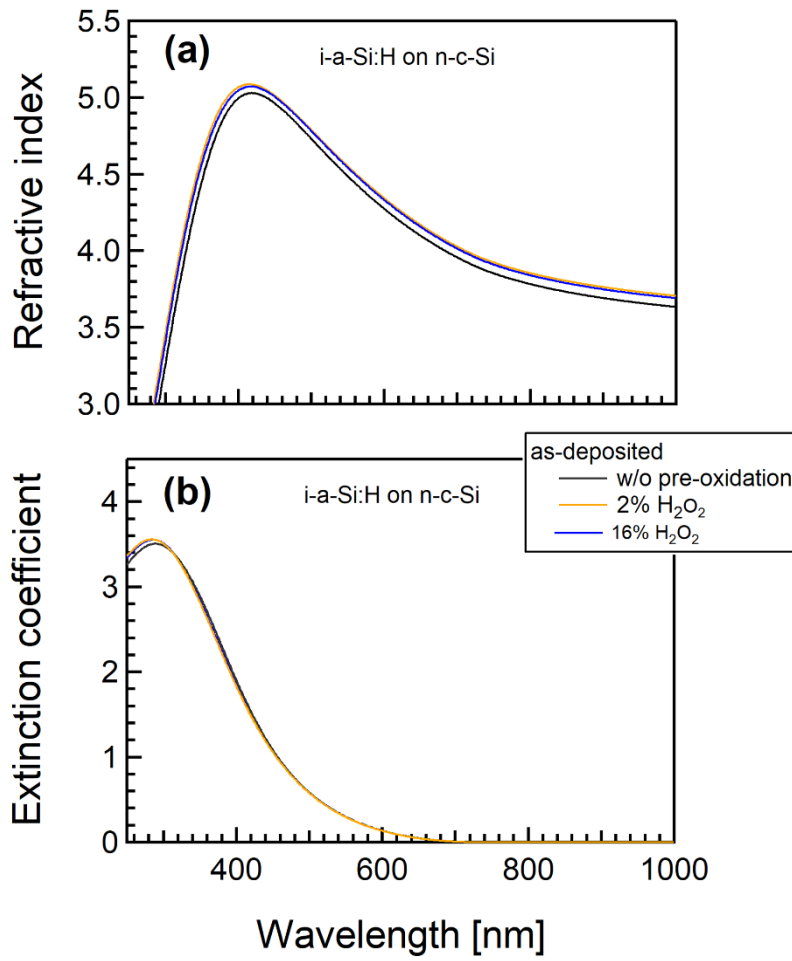 (a)
i-a-Si:H on n-c-Si
Refractive index
5.5
5.0
4.5
4.0
3.5
3.0
as-deposited
w/o pre-oxidation
2% H₂O₂
16% H₂O₂
(b)
i-a-Si:H on n-c-Si
Extinction coefficient
4
3
2
1
0
400
600
800
1000
Wavelength [nm]